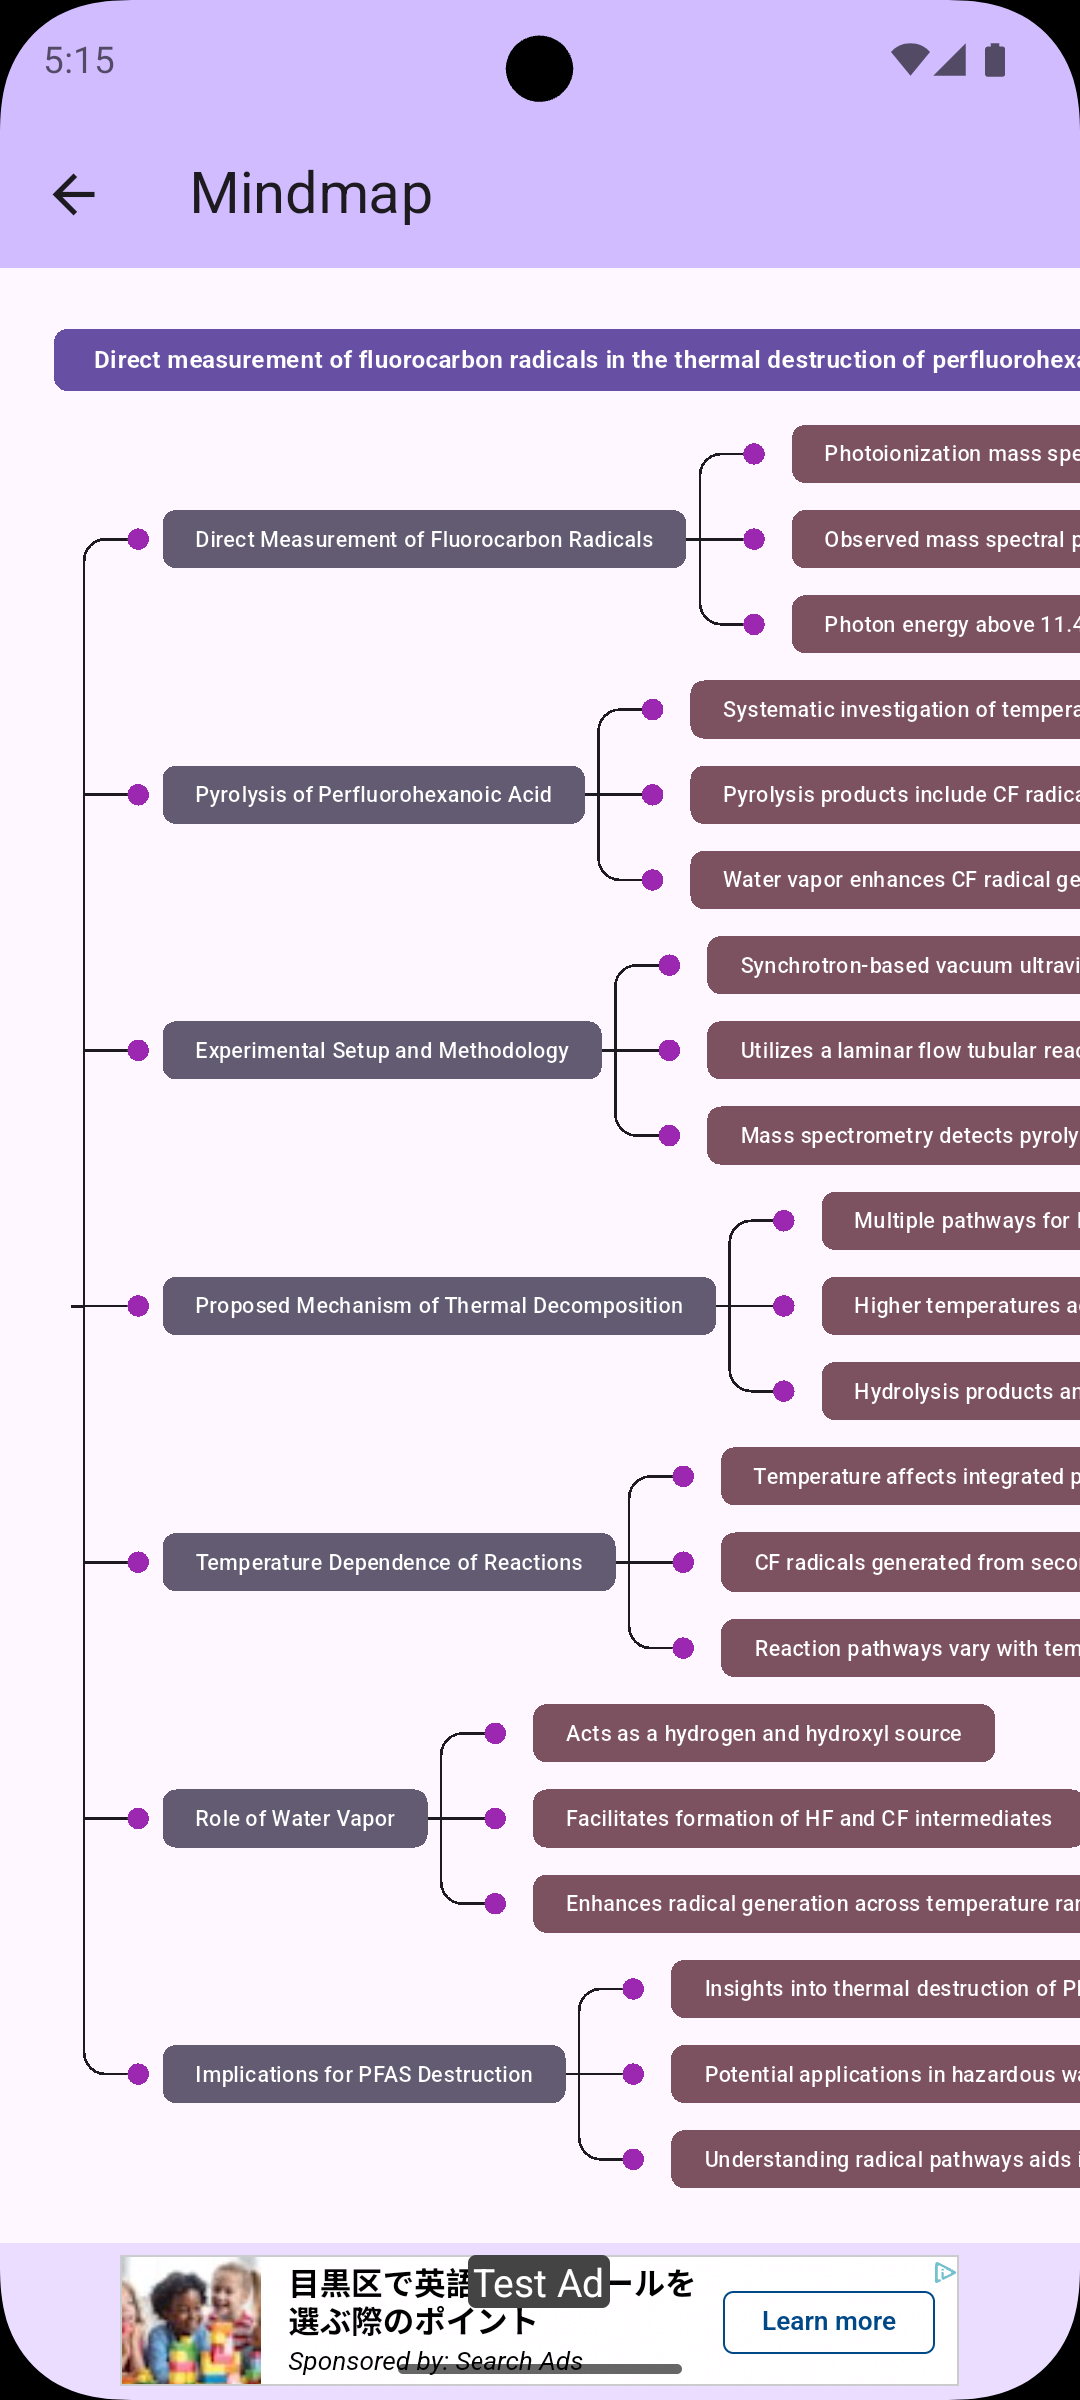 5:15
Mindmap
Direct measurement of fluorocarbon radicals in the thermal destruction of perfluorohexa
Photoionization mass spe
Direct Measurement of Fluorocarbon Radicals
Observed mass spectral p
Photon energy above 11.4
Systematic investigation of tempera
Pyrolysis of Perfluorohexanoic Acid
Pyrolysis products include CF radica
Water vapor enhances CF radical ge
Synchrotron-based vacuum ultravi
Experimental Setup and Methodology
Utilizes a laminar flow tubular reac
Mass spectrometry detects pyroly
Multiple pathways for
Proposed Mechanism of Thermal Decomposition
Higher temperatures a
Hydrolysis products an
Temperature affects integrated p
Temperature Dependence of Reactions
CF radicals generated from seco
Reaction pathways vary with tem
Acts as a hydrogen and hydroxyl source
Role of Water Vapor
Facilitates formation of HF and CF intermediates
Enhances radical generation across temperature ran
Insights into thermal destruction of P
Implications for PFAS Destruction
Potential applications in hazardous wa
Understanding radical pathways aids i
目黒区で英語 Test Ad ールを
選ぶ際のポイント
Sponsored by: Search Ads
Learn more